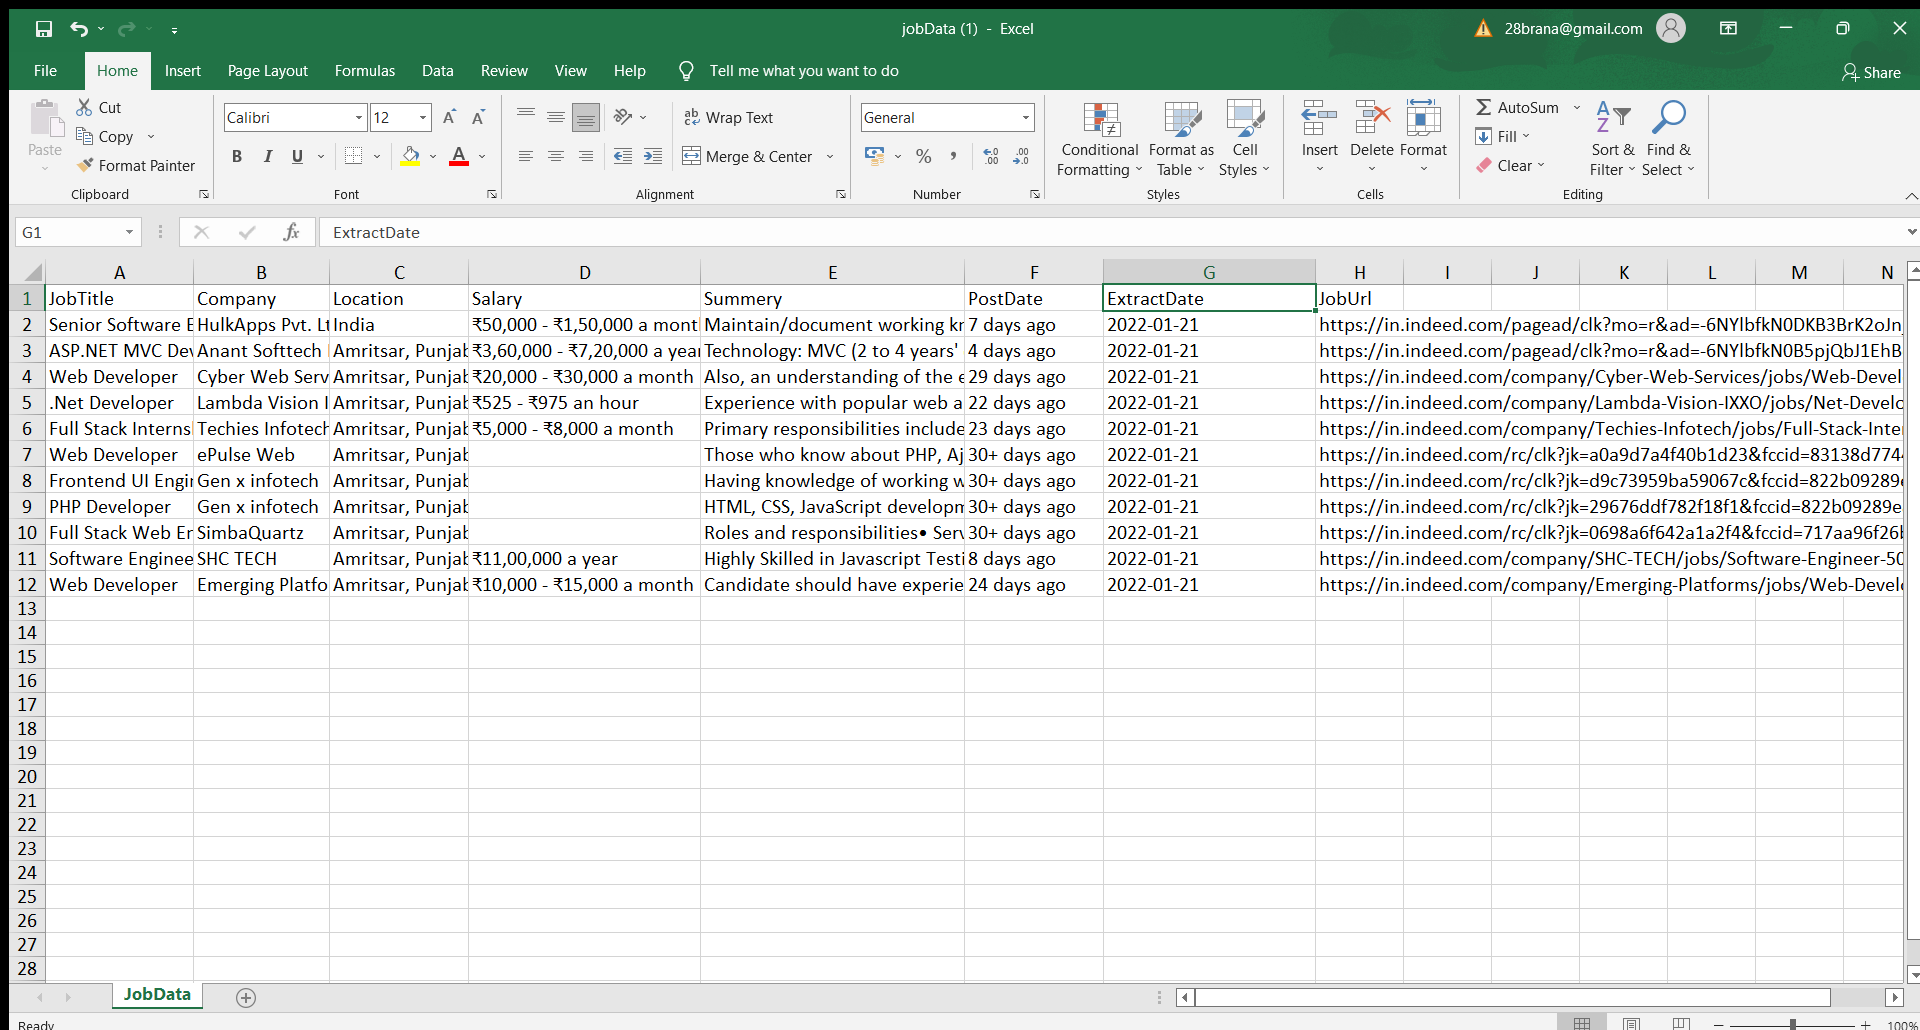 jobData (1) - Excel
28brana@gmail.com
File Home Insert Page Layout Formulas Data Review View Help Tell me what you want to do
Share
Paste
Cut
Copy
Format Painter
Clipboard
Calibri 12
B I U A
Font
ab Wrap Text
Merge & Center
Alignment
General
% ,
Number
Conditional Formatting
Format as Table
Cell Styles
Styles
Insert Delete Format
Cells
AutoSum
Fill
Clear
Sort & Filter
Find & Select
Editing
G1 fx ExtractDate
A B C D E F G H I J K L M N
1 JobTitle Company Location Salary Summery PostDate ExtractDate JobUrl
2 Senior Software E HulkApps Pvt. Lt India ₹50,000 - ₹1,50,000 a mont Maintain/document working kr 7 days ago 2022-01-21 https://in.indeed.com/pagead/clk?mo=r&ad=-6NYlbfkN0DKB3BrK2oJn
3 ASP.NET MVC Dev Anant Softtech Amritsar, Punjab ₹3,60,000 - ₹7,20,000 a year Technology: MVC (2 to 4 years' 4 days ago 2022-01-21 https://in.indeed.com/pagead/clk?mo=r&ad=-6NYlbfkN0B5pjQbJ1EhB
4 Web Developer Cyber Web Serv Amritsar, Punjab ₹20,000 - ₹30,000 a month Also, an understanding of the e 29 days ago 2022-01-21 https://in.indeed.com/company/Cyber-Web-Services/jobs/Web-Devel
5 .Net Developer Lambda Vision I Amritsar, Punjab ₹525 - ₹975 an hour Experience with popular web a 22 days ago 2022-01-21 https://in.indeed.com/company/Lambda-Vision-IXXO/jobs/Net-Develo
6 Full Stack Interns Techies Infotech Amritsar, Punjab ₹5,000 - ₹8,000 a month Primary responsibilities include 23 days ago 2022-01-21 https://in.indeed.com/company/Techies-Infotech/jobs/Full-Stack-Inter
7 Web Developer ePulse Web Amritsar, Punjab Those who know about PHP, Aj 30+ days ago 2022-01-21 https://in.indeed.com/rc/clk?jk=a0a9d7a4f40b1d23&fccid=83138d774
8 Frontend UI Engi Gen x infotech Amritsar, Punjab Having knowledge of working w 30+ days ago 2022-01-21 https://in.indeed.com/rc/clk?jk=d9c73959ba59067c&fccid=822b09289e
9 PHP Developer Gen x infotech Amritsar, Punjab HTML, CSS, JavaScript developm 30+ days ago 2022-01-21 https://in.indeed.com/rc/clk?jk=29676ddf782f18f1&fccid=822b09289e
10 Full Stack Web Er SimbaQuartz Amritsar, Punjab Roles and responsibilities• Serv 30+ days ago 2022-01-21 https://in.indeed.com/rc/clk?jk=0698a6f642a1a2f4&fccid=717aa96f26b
11 Software Enginee SHC TECH Amritsar, Punjab ₹11,00,000 a year Highly Skilled in Javascript Testi 8 days ago 2022-01-21 https://in.indeed.com/company/SHC-TECH/jobs/Software-Engineer-50
12 Web Developer Emerging Platfo Amritsar, Punjab ₹10,000 - ₹15,000 a month Candidate should have experie 24 days ago 2022-01-21 https://in.indeed.com/company/Emerging-Platforms/jobs/Web-Devel
13
14
15
16
17
18
19
20
21
22
23
24
25
26
27
28
JobData
Ready
100%